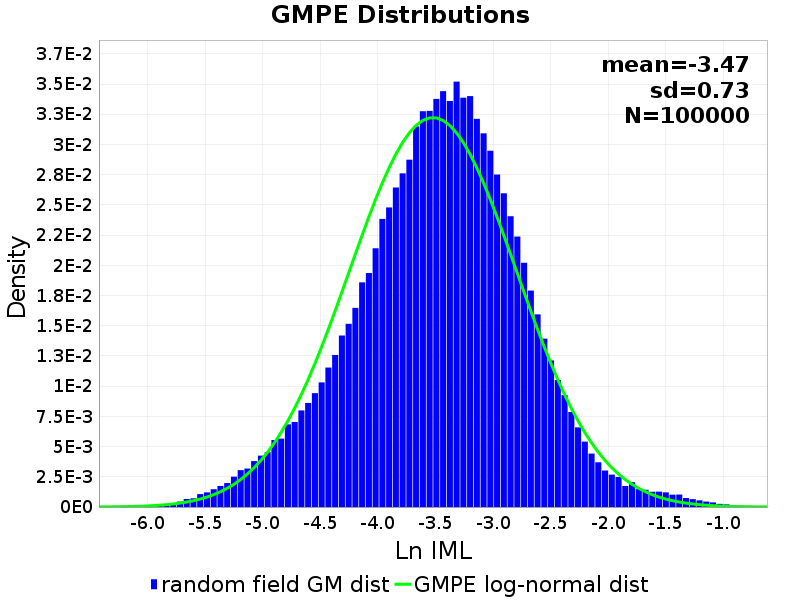 GMPE Distributions
mean=-3.47
sd=0.73
N=100000
Density
3.7E-2
3.5E-2
3.3E-2
3E-2
2.8E-2
2.5E-2
2.2E-2
2E-2
1.8E-2
1.5E-2
1.3E-2
1E-2
7.5E-3
5E-3
2.5E-3
0E0
-6.0 -5.5 -5.0 -4.5 -4.0 -3.5 -3.0 -2.5 -2.0 -1.5 -1.0
Ln IML
random field GM dist GMPE log-normal dist